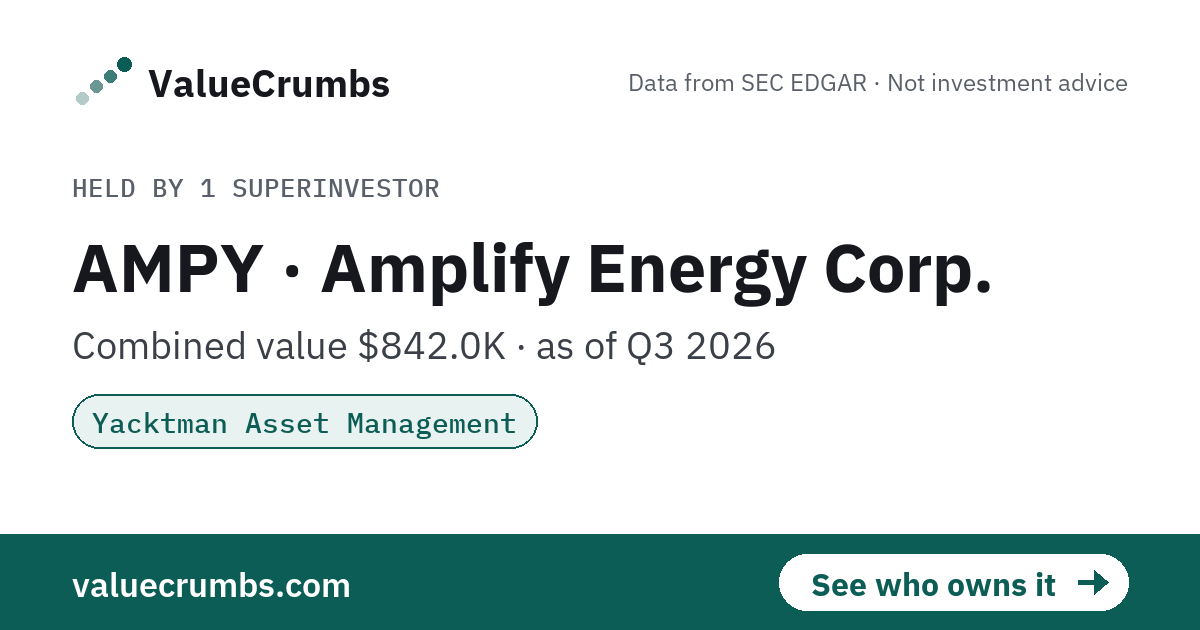 ValueCrumbs
Data from SEC EDGAR · Not investment advice
HELD BY 1 SUPERINVESTOR
AMPY · Amplify Energy Corp.
Combined value $842.0K · as of Q3 2026
Yacktman Asset Management
valuecrumbs.com
See who owns it →